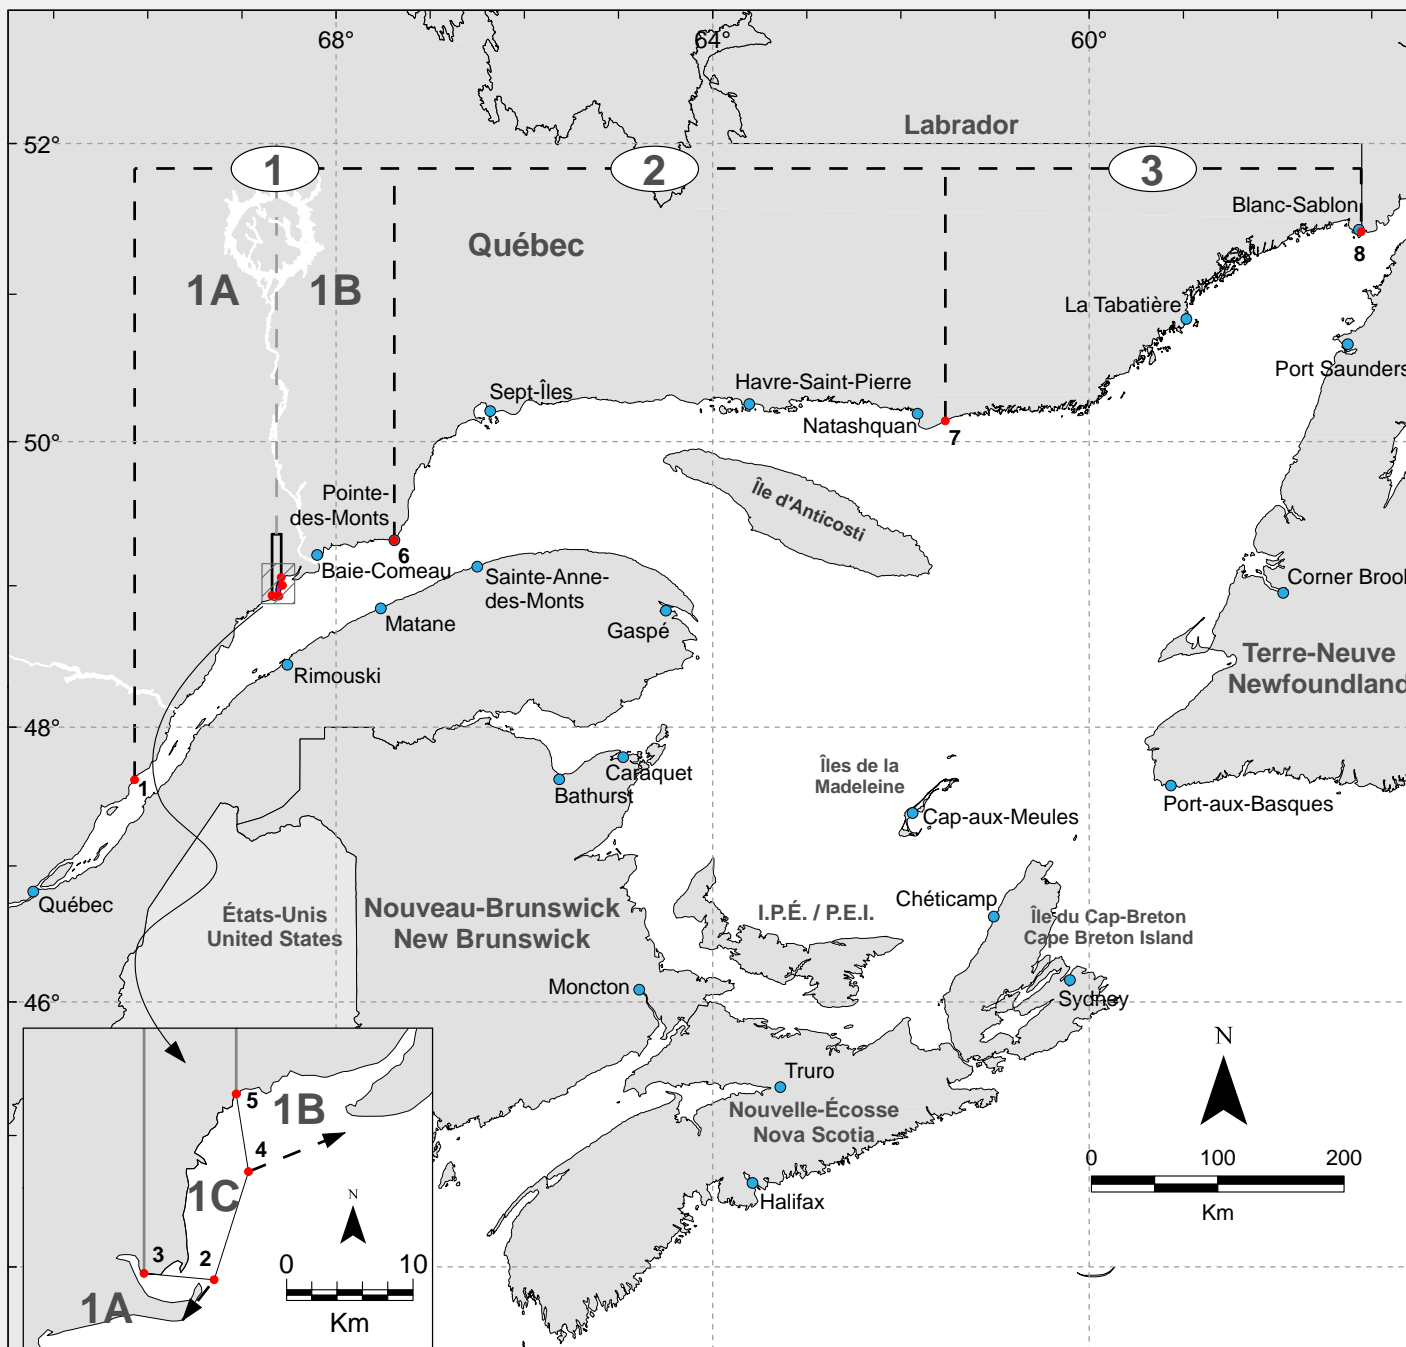 68°
64°
60°
Labrador
52°
1
2
3
Blanc-Sablon
8
Québec
1A
1B
La Tabatière
Port Saunders
Havre-Saint-Pierre
Sept-Îles
Natashquan
7
50°
Île d'Anticosti
Pointe-
des-Monts
6
Baie-Comeau
Sainte-Anne-
des-Monts
Corner Brook
Matane
Gaspé
Rimouski
Terre-Neuve
Newfoundland
48°
Îles de la
Madeleine
Caraquet
Bathurst
1
Port-aux-Basques
Cap-aux-Meules
Québec
États-Unis
United States
Nouveau-Brunswick
New Brunswick
I.P.É. / P.E.I.
Chéticamp
Île du Cap-Breton
Cape Breton Island
Moncton
Sydney
46°
N
Truro
Nouvelle-Écosse
Nova Scotia
Halifax
0 100 200
Km
5
1B
4
1C
N
3
2
0 10
1A
Km